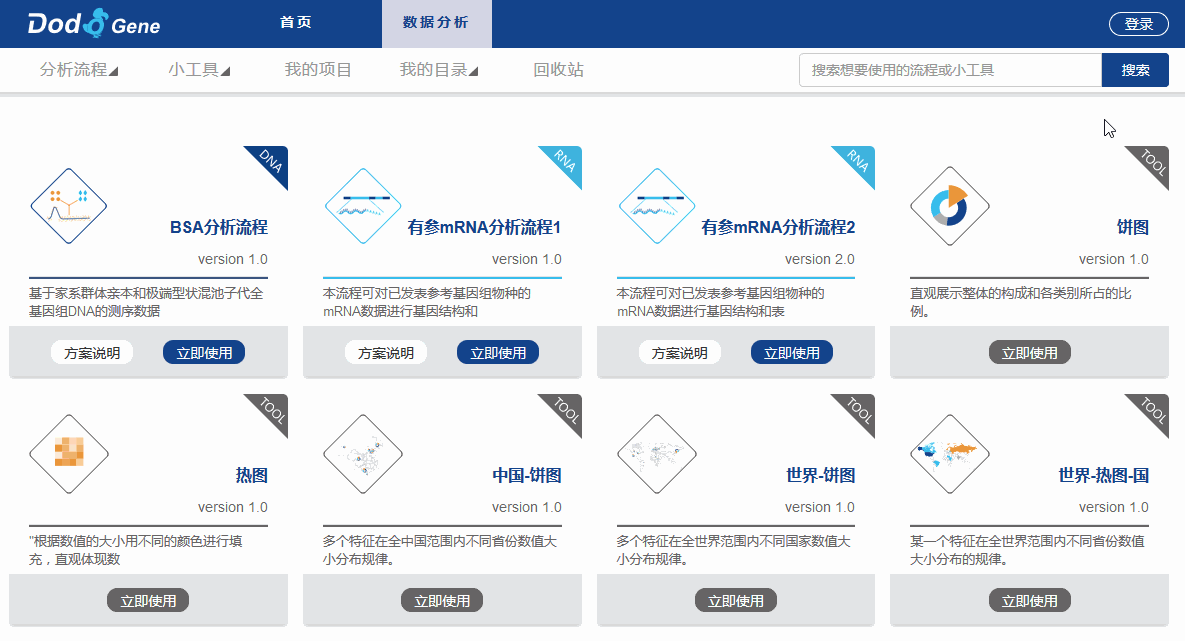 Dodo Gene
首页
数据分析
登录
分析流程
小工具
我的项目
我的目录
回收站
搜索想要使用的流程或小工具
搜索
DNA
BSA分析流程
version 1.0
基于家系群体亲本和极端型状混池子代全
基因组DNA的测序数据
方案说明
立即使用
RNA
有参mRNA分析流程1
version 1.0
本流程可对已发表参考基因组物种的
mRNA数据进行基因结构和
方案说明
立即使用
RNA
有参mRNA分析流程2
version 2.0
本流程可对已发表参考基因组物种的
mRNA数据进行基因结构和表
方案说明
立即使用
TOOL
饼图
version 1.0
直观展示整体的构成和各类别所占的比
例。
立即使用
TOOL
热图
version 1.0
"根据数值的大小用不同的颜色进行填
充，直观体现数
立即使用
TOOL
中国-饼图
version 1.0
多个特征在全中国范围内不同省份数值大
小分布规律。
立即使用
TOOL
世界-饼图
version 1.0
多个特征在全世界范围内不同国家数值大
小分布规律。
立即使用
TOOL
世界-热图-国
version 1.0
某一个特征在全世界范围内不同省份数值
大小分布的规律。
立即使用